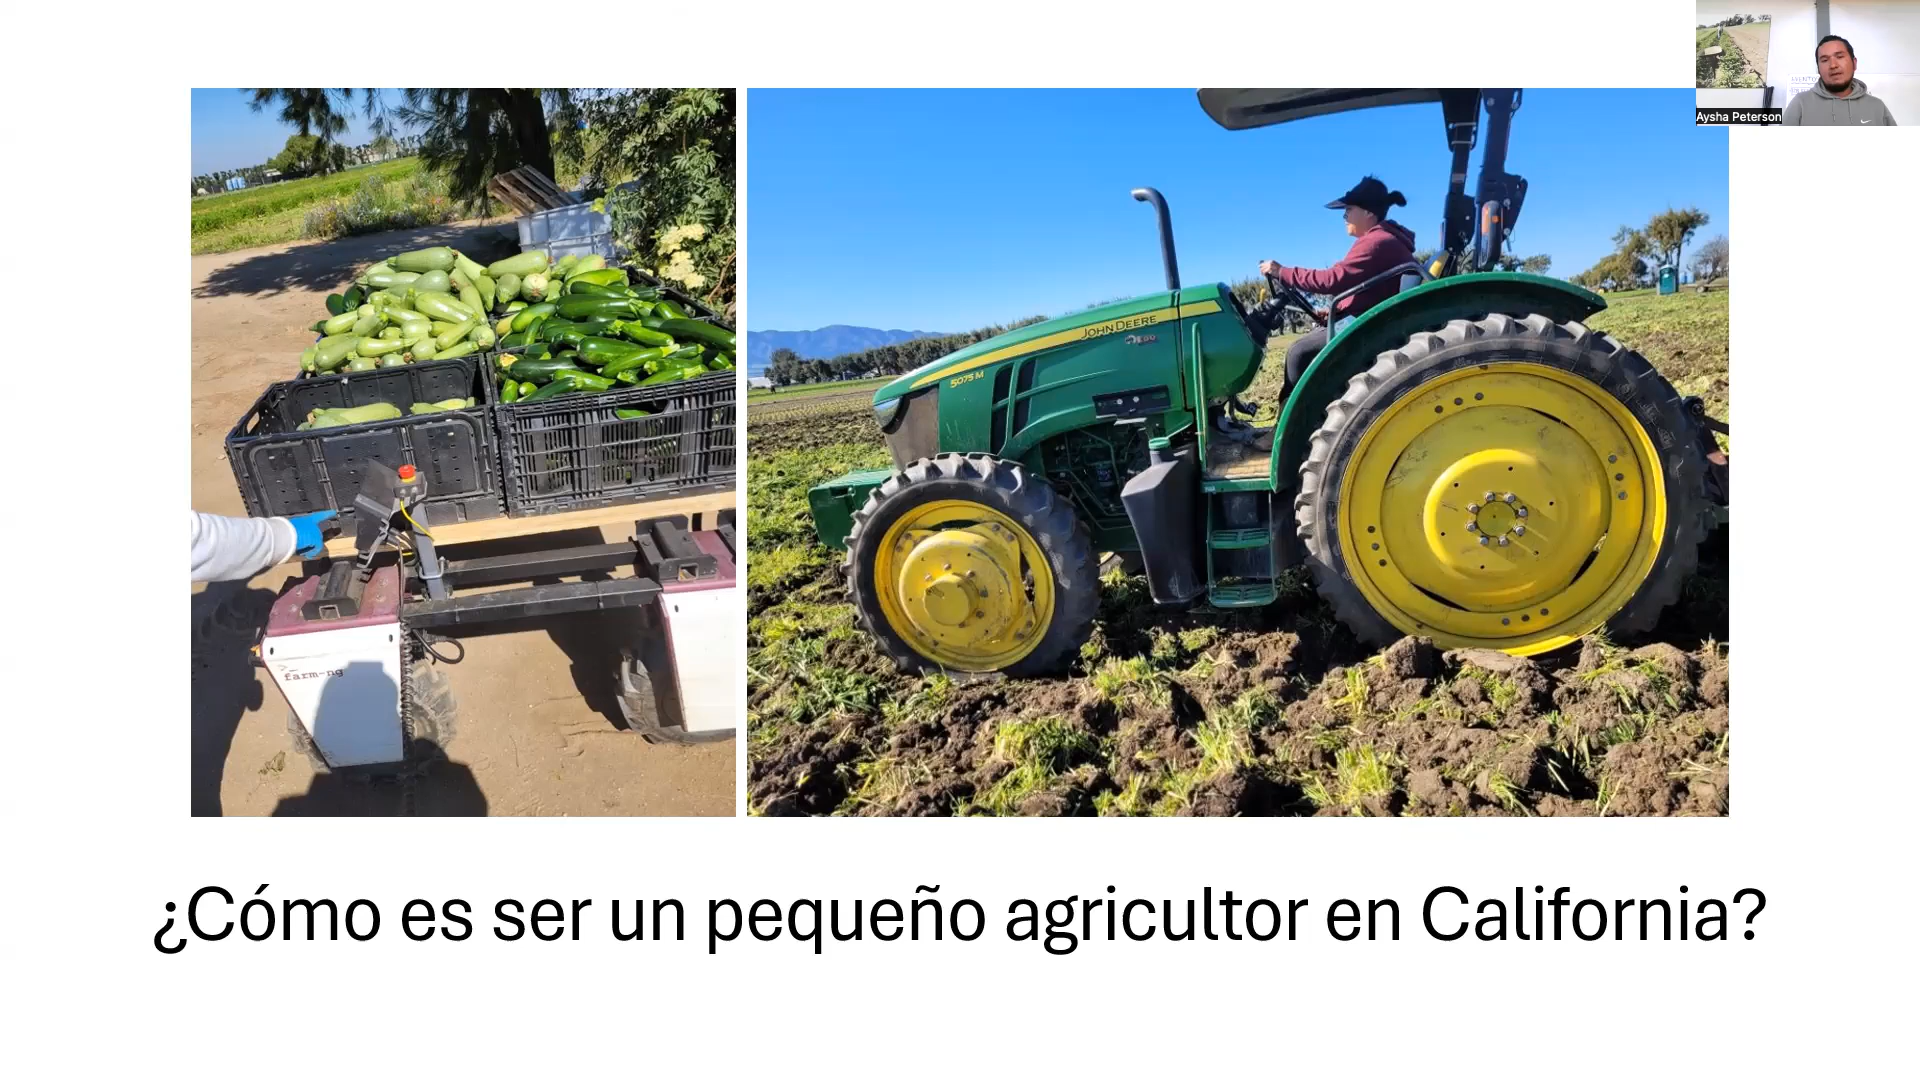 Aysha Peterson
JOHN DEERE
5075M
farm-ng
¿Cómo es ser un pequeño agricultor en California?